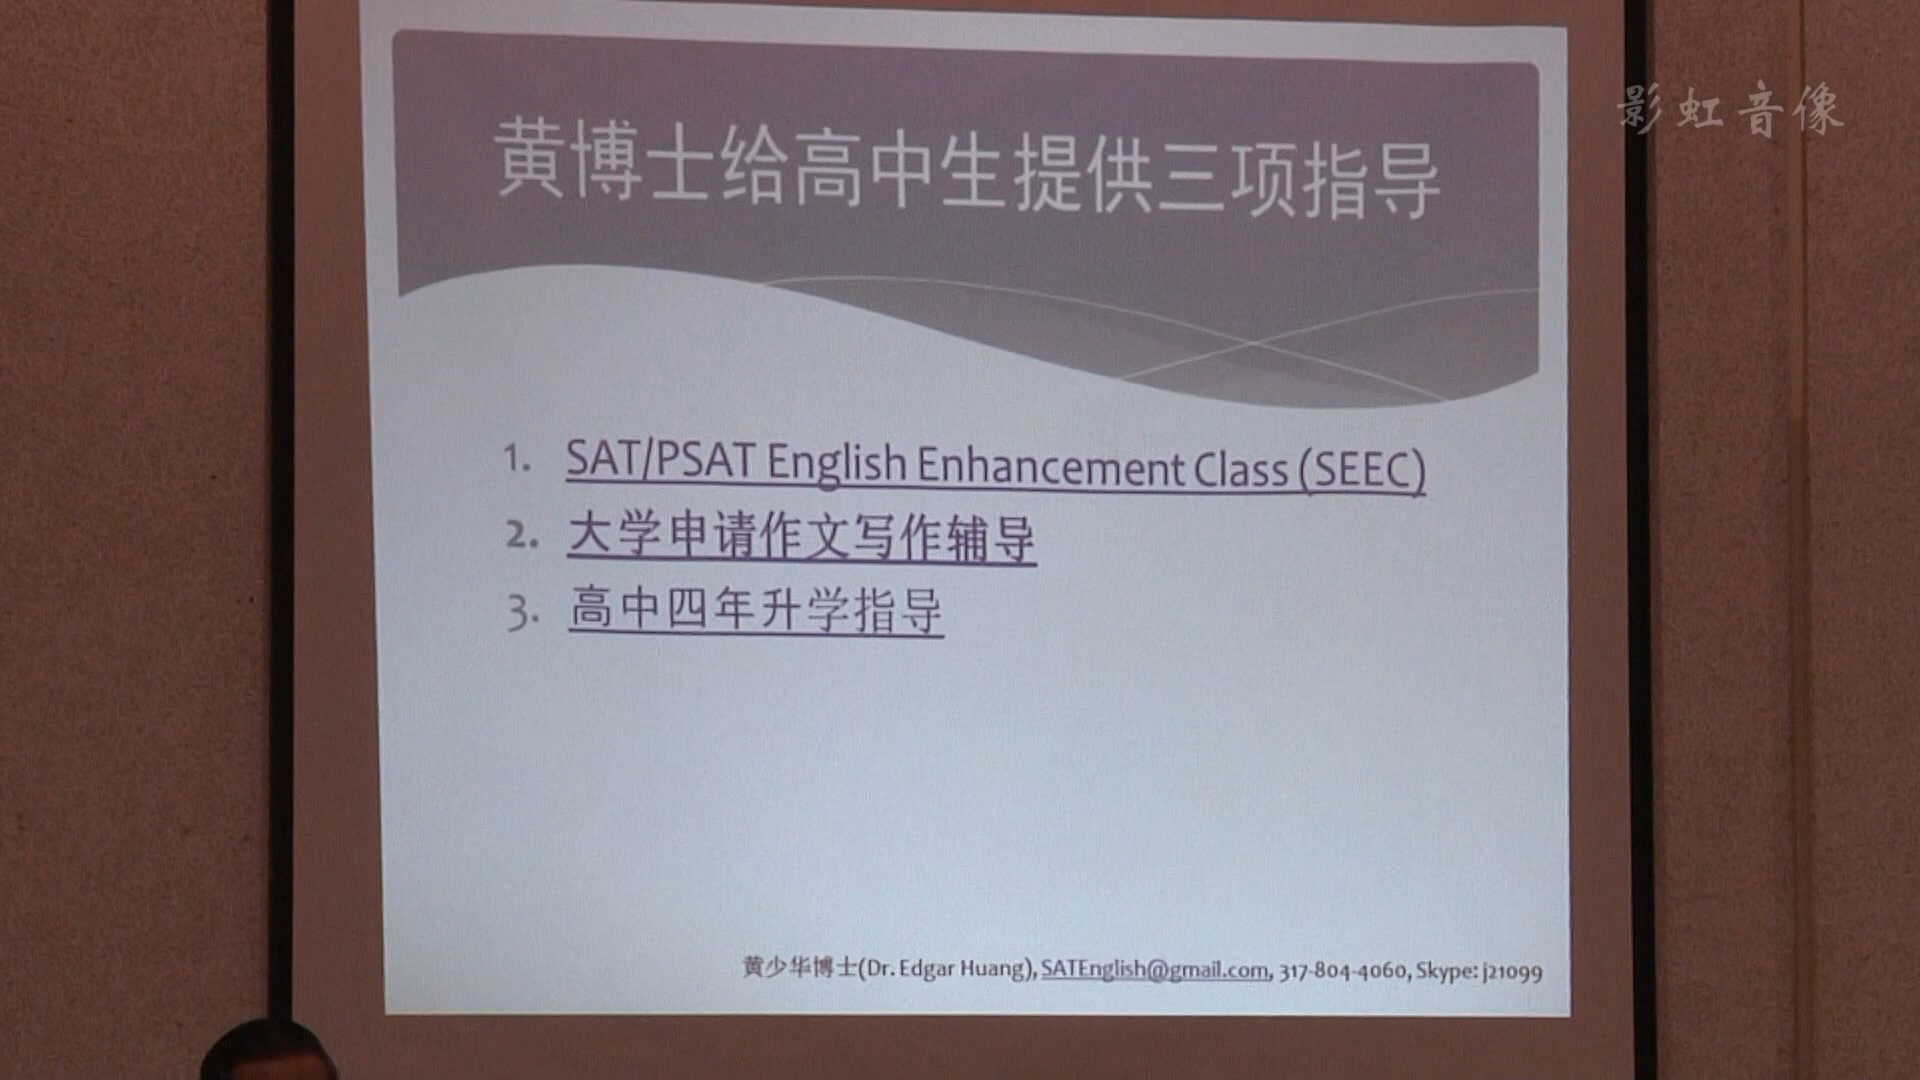 影虹音像
黄博士给高中生提供三项指导
1. SAT/PSAT English Enhancement Class (SEEC)
2. 大学申请作文写作辅导
3. 高中四年升学指导
黄少华博士(Dr. Edgar Huang), SATEnglish@gmail.com, 317-804-4060, Skype: j21099